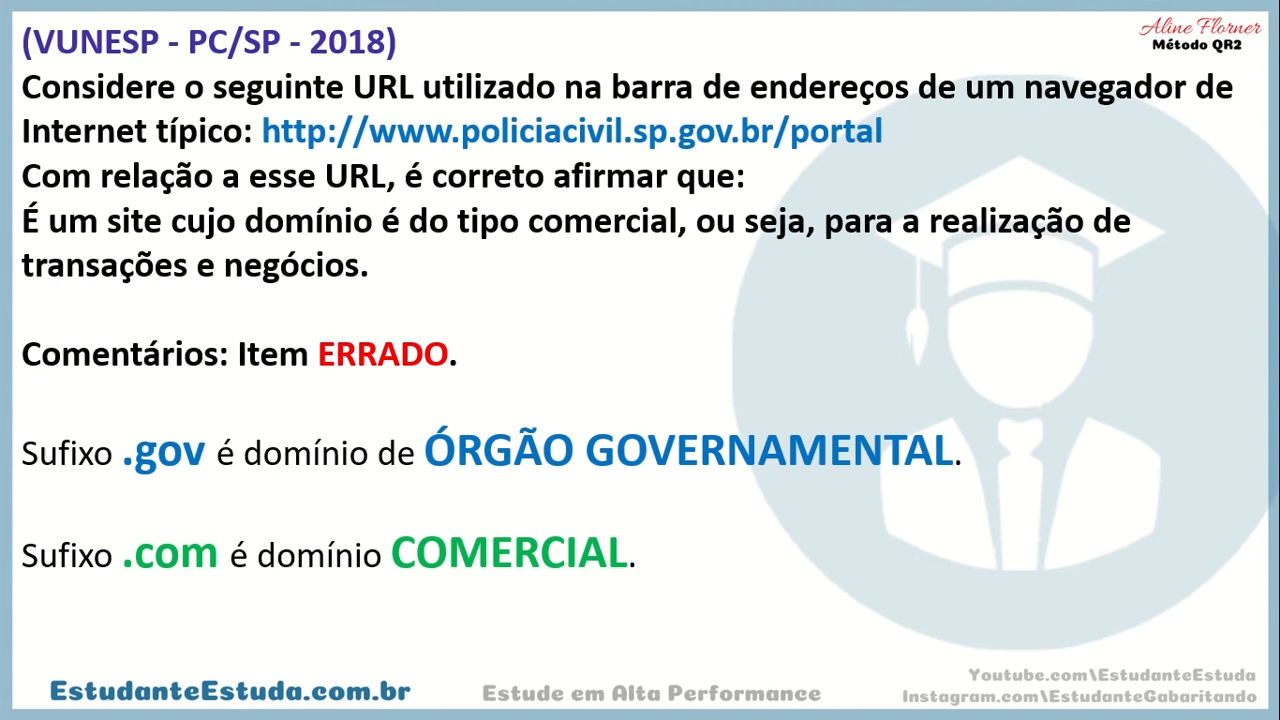 Aline Florner
Método QR2
(VUNESP - PC/SP - 2018)
Considere o seguinte URL utilizado na barra de endereços de um navegador de
Internet típico: http://www.policiacivil.sp.gov.br/portal
Com relação a esse URL, é correto afirmar que:
É um site cujo domínio é do tipo comercial, ou seja, para a realização de
transações e negócios.
Comentários: Item ERRADO.
Sufixo .gov é domínio de ÓRGÃO GOVERNAMENTAL.
Sufixo .com é domínio COMERCIAL.
EstudanteEstuda.com.br
Estude em Alta Performance
Youtube.com\EstudanteEstuda
Instagram.com\EstudanteGabaritando